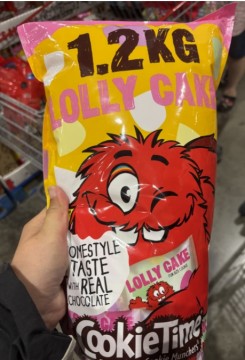 1.2KG
LOLLY CAKE
HOMESTYLE
TASTE
WITH REAL
CHOCOLATE
LOLLY CAKE
CookieTime